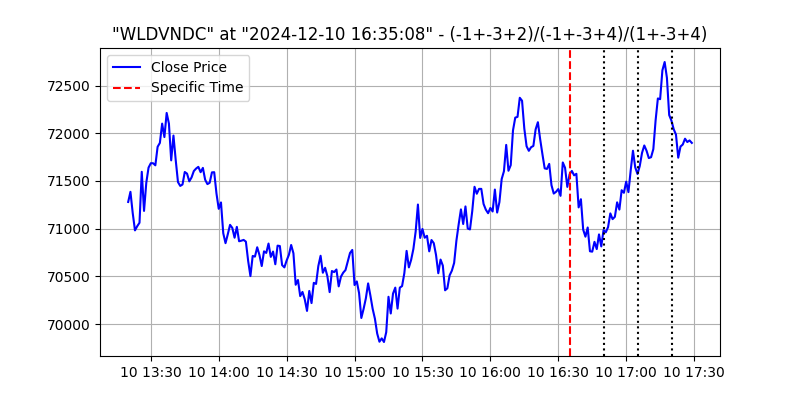 "WLDVNDC" at "2024-12-10 16:35:08" - (-1+-3+2)/(-1+-3+4)/(1+-3+4)
Close Price
Specific Time
72500
72000
71500
71000
70500
70000
10 13:30 10 14:00 10 14:30 10 15:00 10 15:30 10 16:00 10 16:30 10 17:00 10 17:30